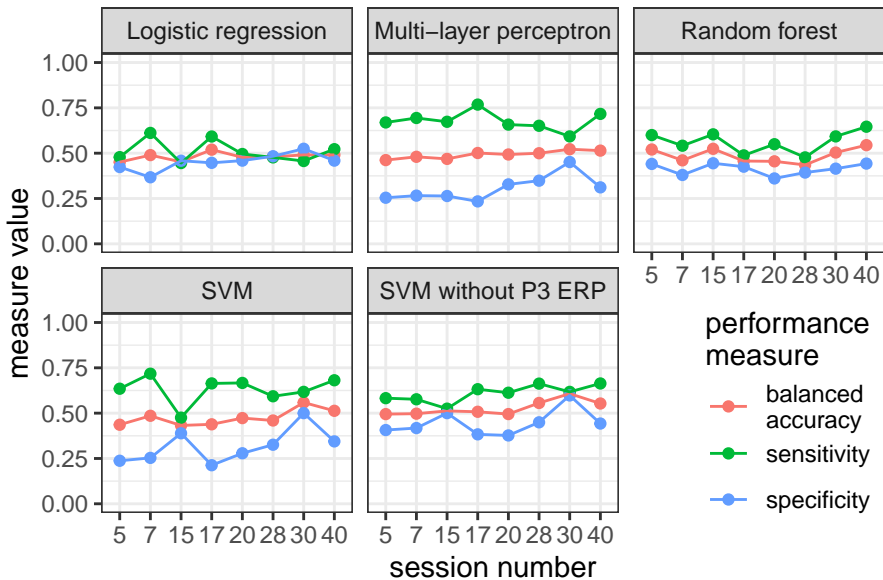 Logistic regression
Multi−layer perceptron
Random forest
1.00
0.75
0.50
0.25
0.00
5 7 15 17 20 28 30 40
SVM
SVM without P3 ERP
1.00
0.75
0.50
0.25
0.00
5 7 15 17 20 28 30 40
5 7 15 17 20 28 30 40
session number
measure value
performance
measure
balanced
accuracy
sensitivity
specificity